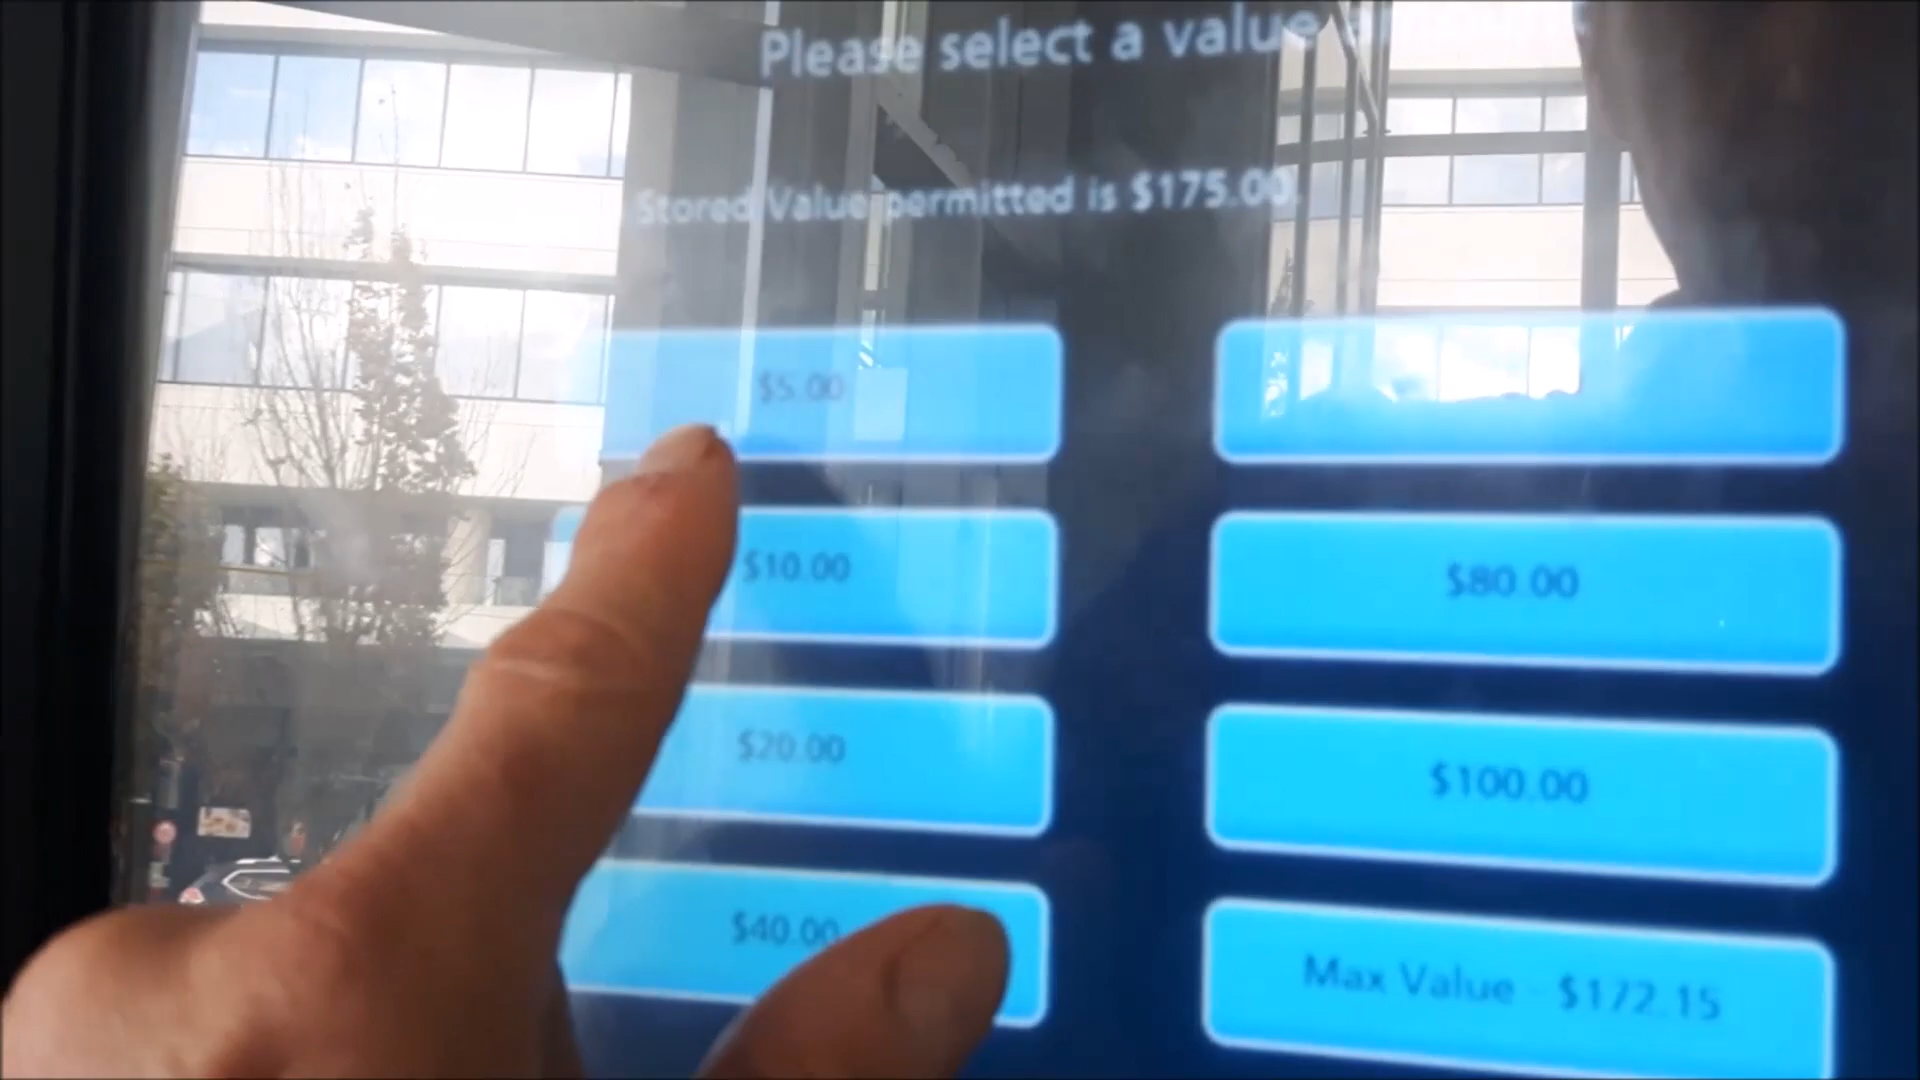 Please select a value
Stored Value permitted is $175.00.
$5.00
$10.00
$80.00
$20.00
$100.00
$40.00
Max Value - $172.15